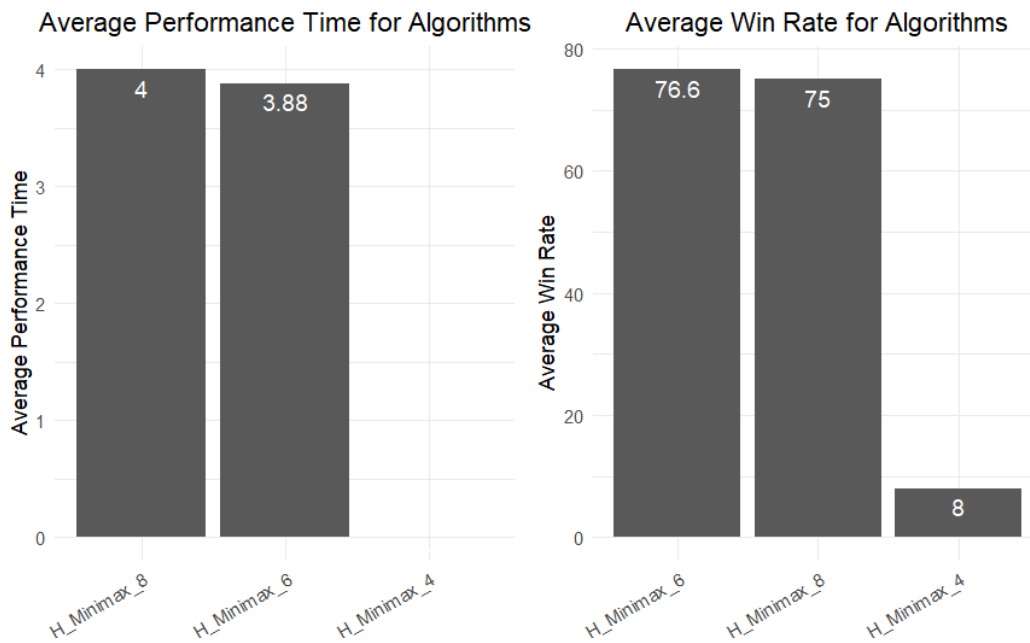 Average Performance Time for Algorithms
Average Performance Time
4
3
2
1
0
4
3.88
H_Minimax_8
H_Minimax_6
H_Minimax_4
Average Win Rate for Algorithms
Average Win Rate
80
60
40
20
0
76.6
75
8
H_Minimax_6
H_Minimax_8
H_Minimax_4